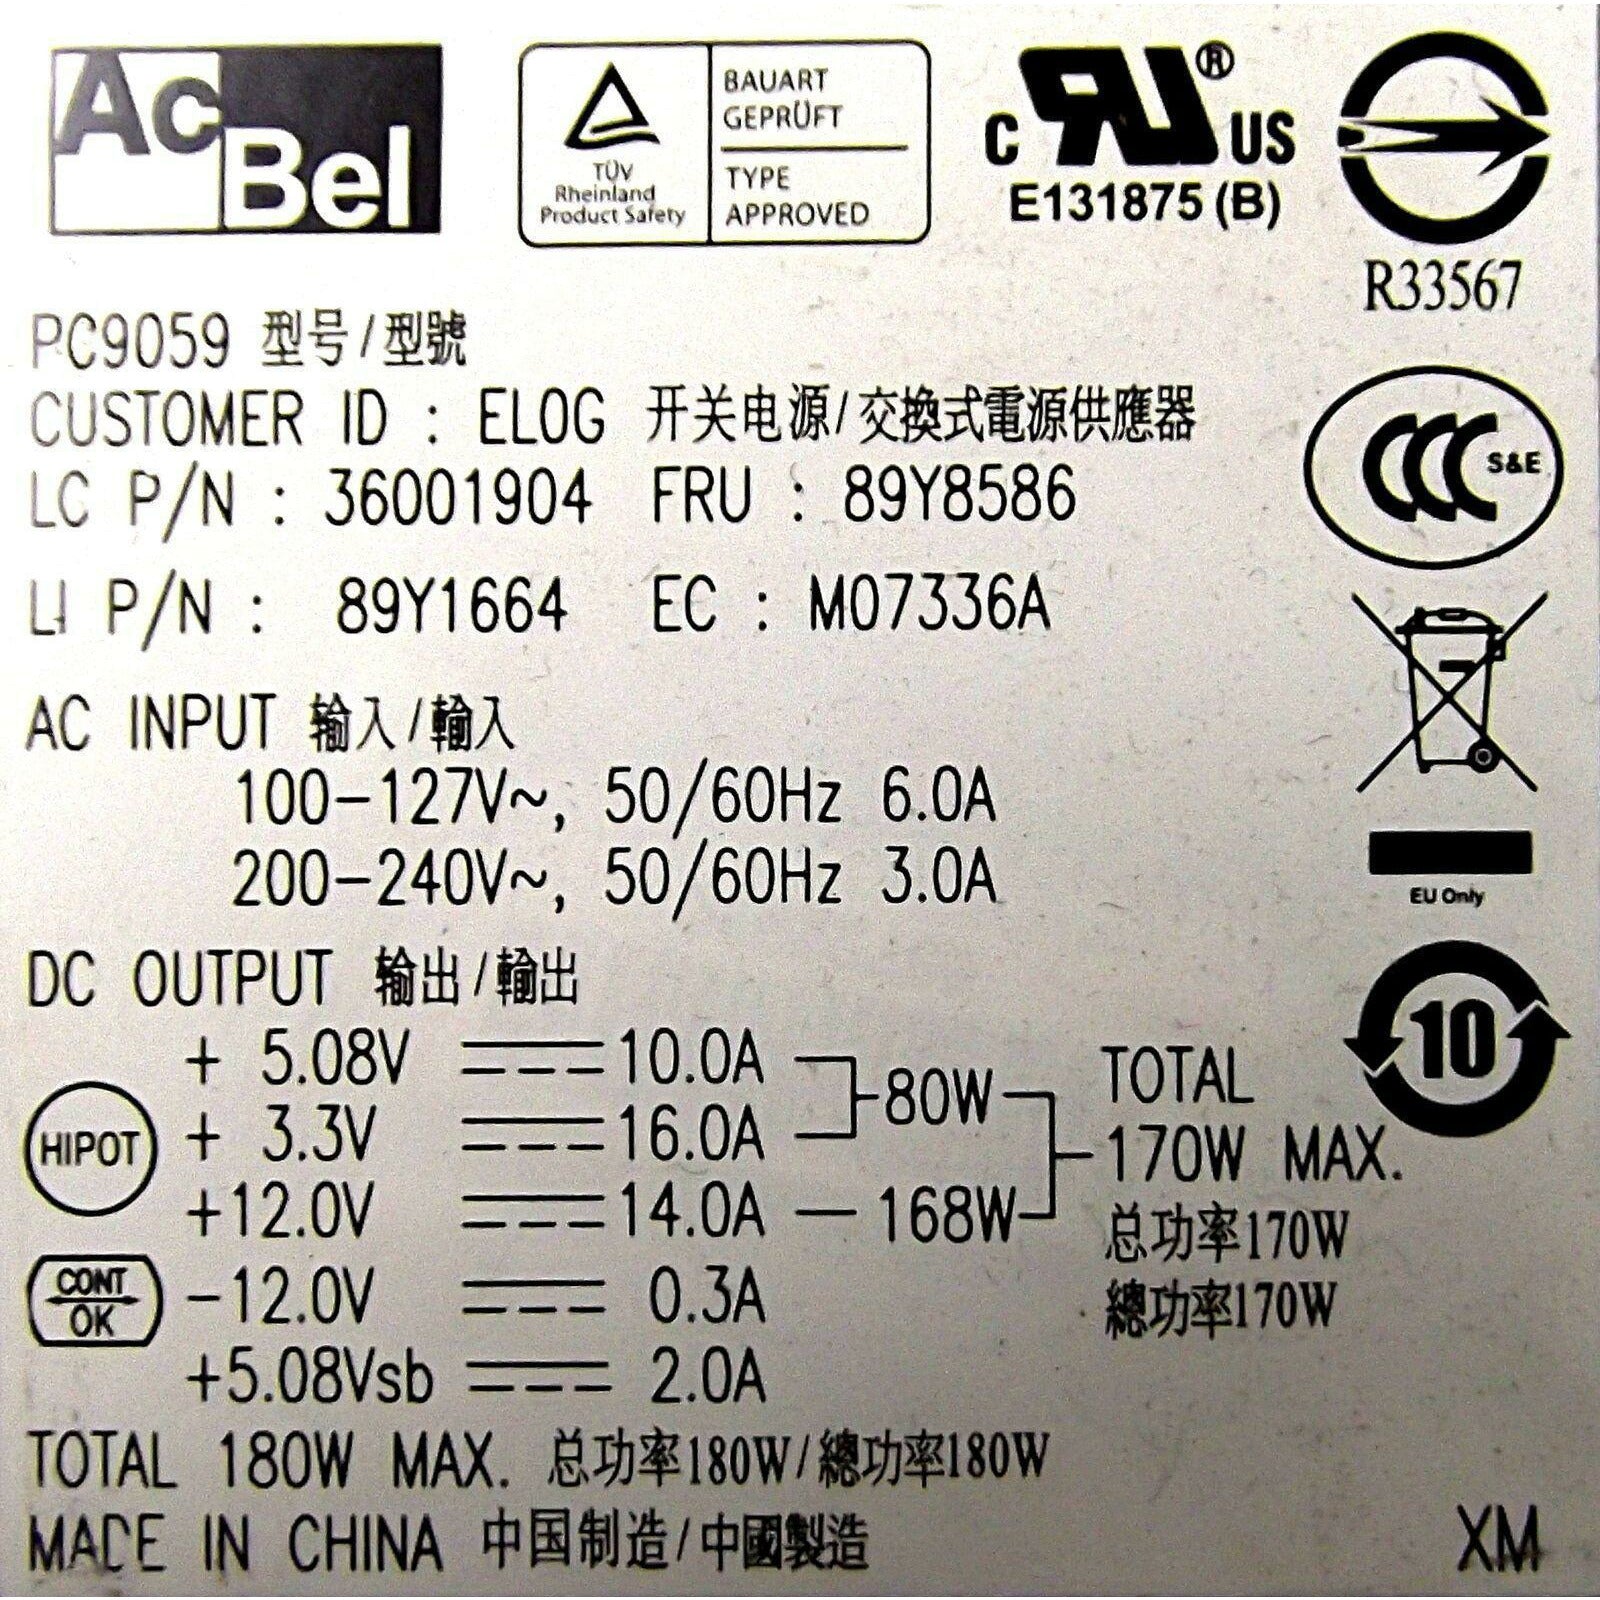 AcBel
TÜV
Rheinland
Product Safety
BAUART
GEPRÜFT
TYPE
APPROVED
c RU ® US
E131875 (B)
R33567
PC9059 型号/型號
CUSTOMER ID : EL0G 开关电源/交換式電源供應器
LC P/N : 36001904 FRU : 89Y8586
LI P/N : 89Y1664 EC : M07336A
CCC S&E
AC INPUT 输入/輸入
100-127V~, 50/60Hz 6.0A
200-240V~, 50/60Hz 3.0A
EU Only
DC OUTPUT 输出/輸出
+ 5.08V 10.0A
+ 3.3V 16.0A
80W
+12.0V 14.0A — 168W
-12.0V 0.3A
+5.08Vsb 2.0A
HIPOT
CONT
OK
TOTAL
170W MAX.
总功率170W
總功率170W
10
TOTAL 180W MAX. 总功率180W/總功率180W
MADE IN CHINA 中国制造/中國製造
XM